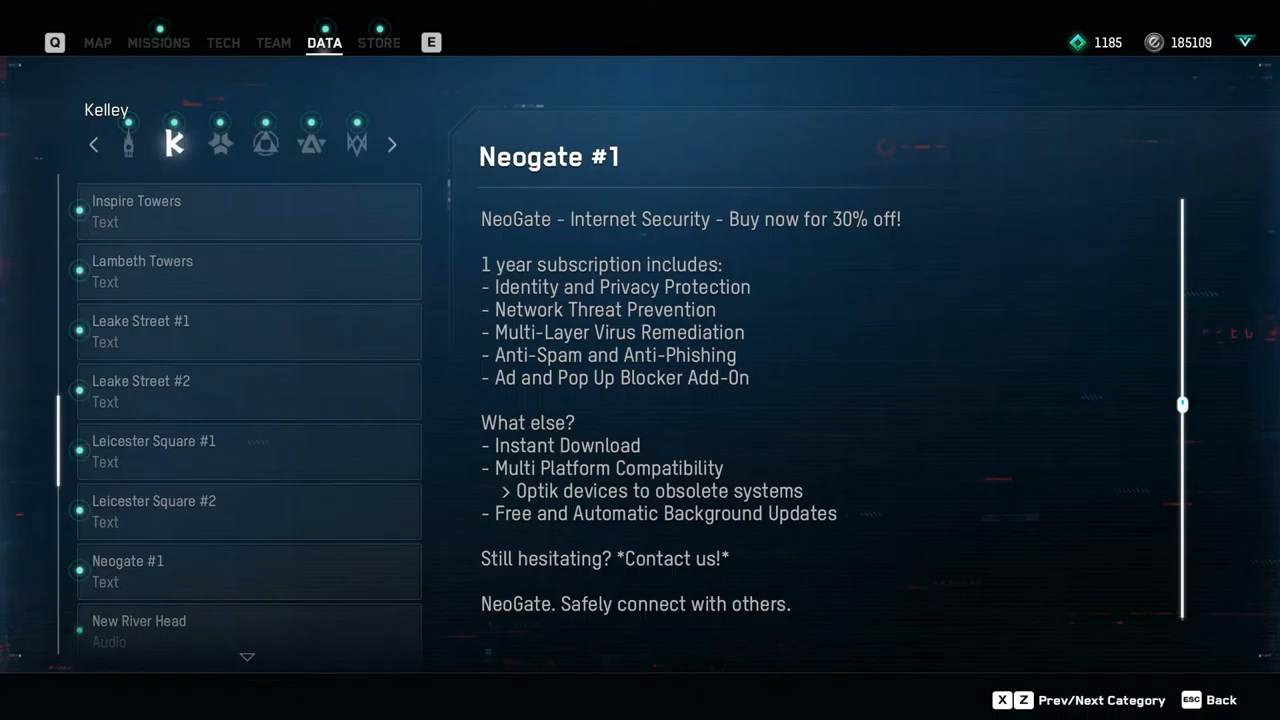 Q MAP MISSIONS TECH TEAM DATA STORE E 1185 185109
Kelley
Inspire Towers
Text
Lambeth Towers
Text
Leake Street #1
Text
Leake Street #2
Text
Leicester Square #1
Text
Leicester Square #2
Text
Neogate #1
Text
New River Head
Audio
Neogate #1
NeoGate - Internet Security - Buy now for 30% off!
1 year subscription includes:
- Identity and Privacy Protection
- Network Threat Prevention
- Multi-Layer Virus Remediation
- Anti-Spam and Anti-Phishing
- Ad and Pop Up Blocker Add-On
What else?
- Instant Download
- Multi Platform Compatibility
> Optik devices to obsolete systems
- Free and Automatic Background Updates
Still hesitating? *Contact us!*
NeoGate. Safely connect with others.
X Z Prev/Next Category ESC Back